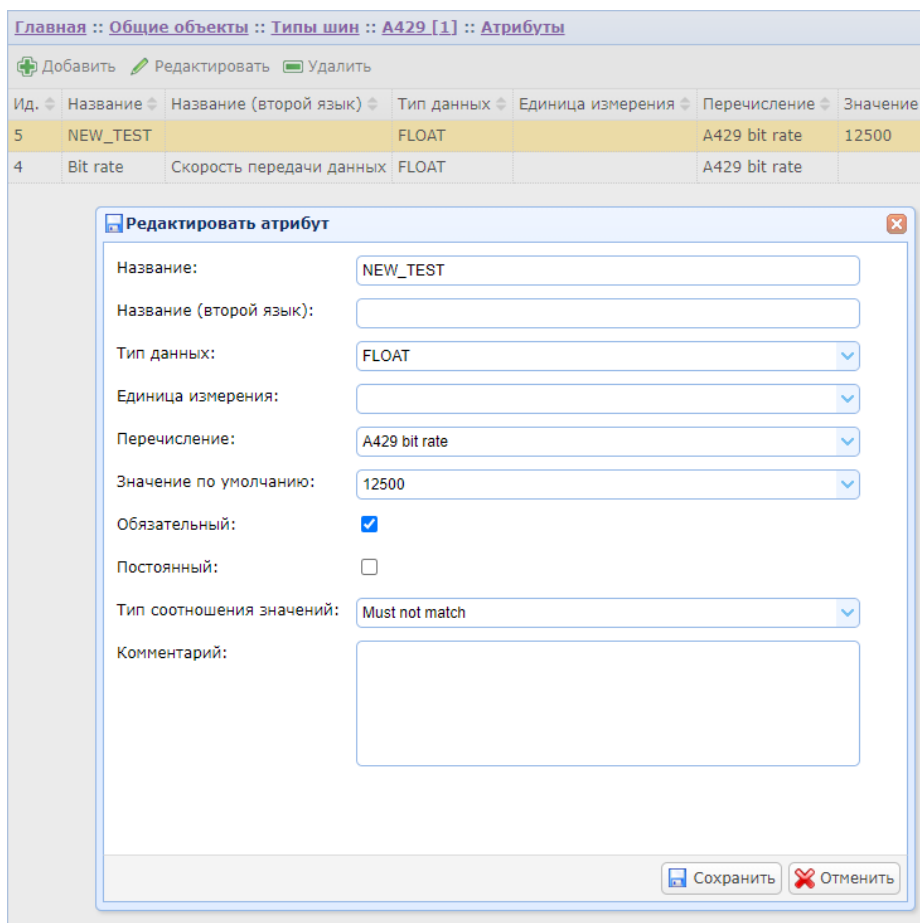 Главная :: Общие объекты :: Типы шин :: A429 [1] :: Атрибуты
Добавить Редактировать Удалить
Ид. Название Название (второй язык) Тип данных Единица измерения Перечисление Значение
5 NEW_TEST FLOAT A429 bit rate 12500
4 Bit rate Скорость передачи данных FLOAT A429 bit rate
Редактировать атрибут
Название: NEW_TEST
Название (второй язык):
Тип данных: FLOAT
Единица измерения:
Перечисление: A429 bit rate
Значение по умолчанию: 12500
Обязательный:
Постоянный:
Тип соотношения значений: Must not match
Комментарий:
Сохранить Отменить